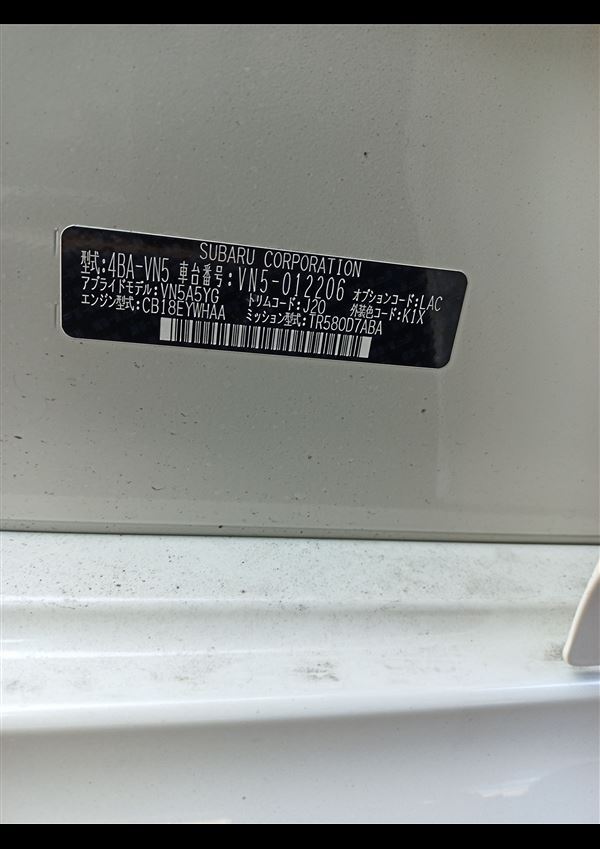 SUBARU CORPORATION
型式:4BA-VN5 車台番号:VN5-012206 オプションコード:LAC
アプライドモデル:VN5A5YG トリムコード:J20 外装色コード:K1X
エンジン型式:CB18EYWHAA ミッション型式:TR580D7ABA